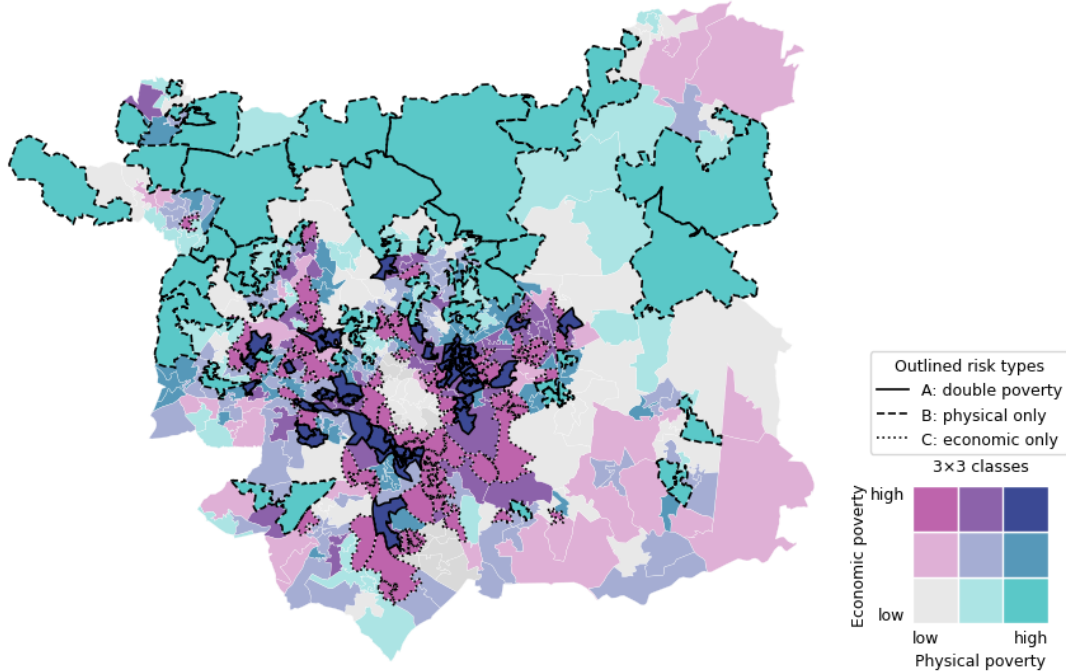 Outlined risk types
A: double poverty
B: physical only
C: economic only
3×3 classes
high
Economic poverty
low
low
high
Physical poverty